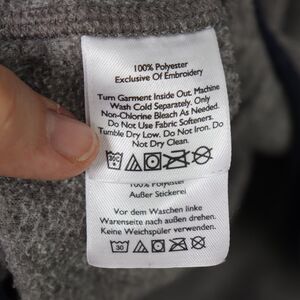 100% Polyester
Exclusive Of Embroidery
Turn Garment Inside Out. Machine
Wash Cold Separately. Only
Non-Chlorine Bleach As Needed.
Do Not Use Fabric Softeners.
Tumble Dry Low. Do Not Iron. Do
Not Dry Clean.
30C
100% Polyester
Außer Stickerei
Vor dem Waschen linke
Warenseite nach außen drehen.
Keine Weichspüler verwenden.
30